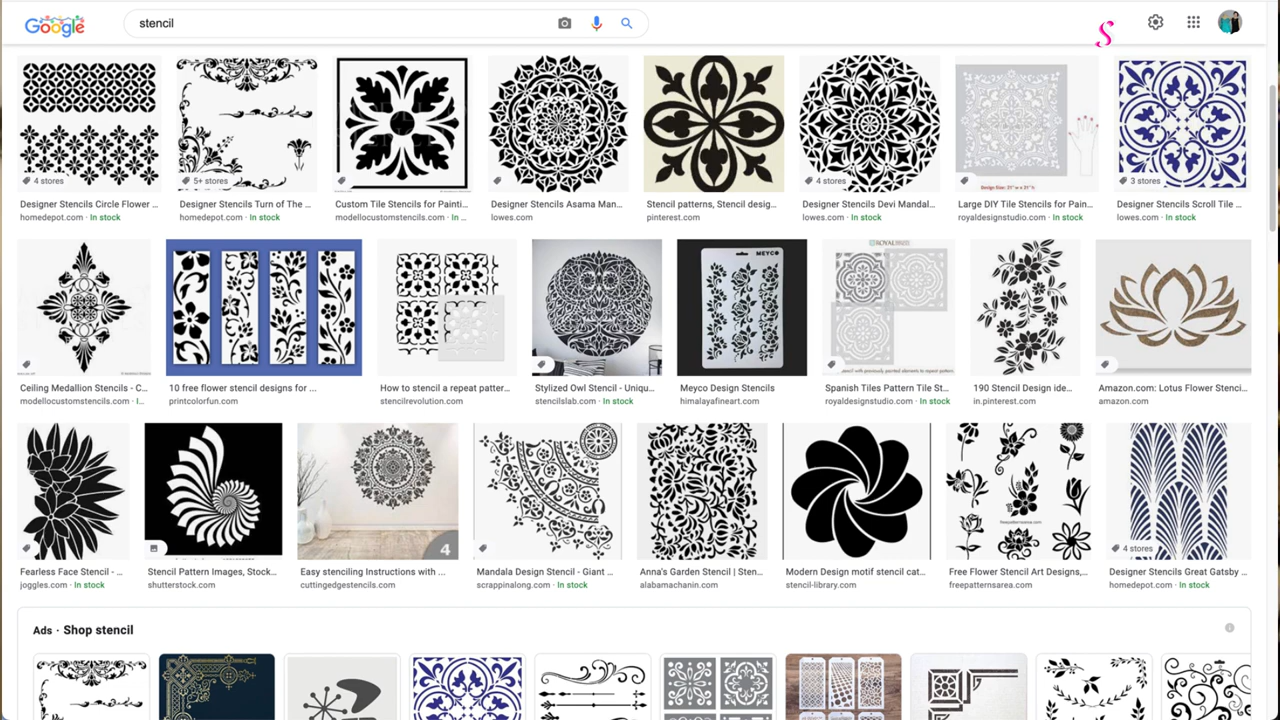 Google
stencil
S
4 stores
5+ stores
4 stores
3 stores
Designer Stencils Circle Flower ...
Designer Stencils Turn of The ...
Custom Tile Stencils for Painti...
Designer Stencils Asama Man...
Stencil patterns, Stencil desig...
Designer Stencils Devi Mandal...
Large DIY Tile Stencils for Pain...
Designer Stencils Scroll Tile ...
homedepot.com · In stock
homedepot.com · In stock
modellocustomstencils.com · In ...
lowes.com · In stock
pinterest.com
lowes.com · In stock
royaldesignstudio.com · In stock
lowes.com · In stock
MEYCO
Ceiling Medallion Stencils - C...
10 free flower stencil designs for ...
How to stencil a repeat patter...
Stylized Owl Stencil - Uniqu...
Meyco Design Stencils
Spanish Tiles Pattern Tile St...
190 Stencil Design ide...
Amazon.com: Lotus Flower Stenci...
modellocustomstencils.com · I...
printcolorfun.com
stencilrevolution.com
stencilslab.com · In stock
himalayafineart.com
royaldesignstudio.com · In stock
in.pinterest.com
amazon.com
freepatternsarea.com
4
4 stores
Fearless Face Stencil - ...
Stencil Pattern Images, Stock...
Easy stenciling Instructions with ...
Mandala Design Stencil - Giant ...
Anna's Garden Stencil | Sten...
Modern Design motif stencil cat...
Free Flower Stencil Art Designs,...
Designer Stencils Great Gatsby ...
joggles.com · In stock
shutterstock.com
cuttingedgestencils.com
scrappinalong.com · In stock
alabamachanin.com
stencil-library.com
freepatternsarea.com
homedepot.com · In stock
Ads · Shop stencil